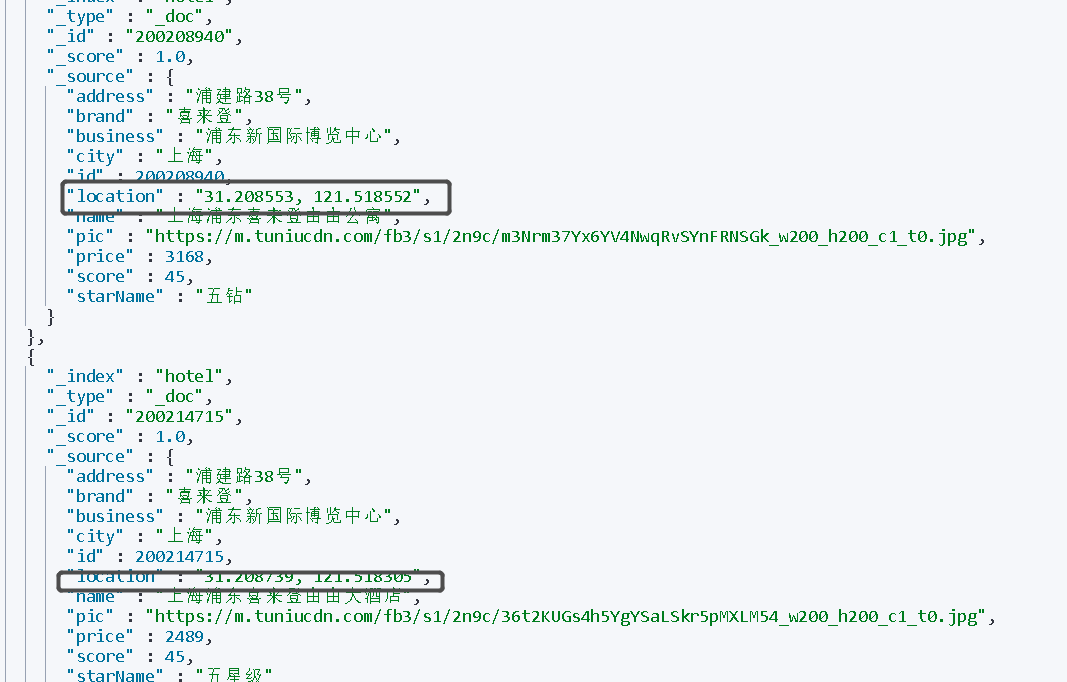 "_index" : "hotel",
"_type" : "_doc",
"_id" : "200208940",
"_score" : 1.0,
"_source" : {
"address" : "浦建路38号",
"brand" : "喜来登",
"business" : "浦东新国际博览中心",
"city" : "上海",
"id" : 200208940,
"location" : "31.208553, 121.518552",
"name" : "上海浦东喜来登由由公寓",
"pic" : "https://m.tuniucdn.com/fb3/s1/2n9c/m3Nrm37Yx6YV4NwqRvSYnFRNSGk_w200_h200_c1_t0.jpg",
"price" : 3168,
"score" : 45,
"starName" : "五钻"
}
},
{
"_index" : "hotel",
"_type" : "_doc",
"_id" : "200214715",
"_score" : 1.0,
"_source" : {
"address" : "浦建路38号",
"brand" : "喜来登",
"business" : "浦东新国际博览中心",
"city" : "上海",
"id" : 200214715,
"location" : "31.208739, 121.518305",
"name" : "上海浦东喜来登由由大酒店",
"pic" : "https://m.tuniucdn.com/fb3/s1/2n9c/36t2KUGs4h5YgYSaLSkr5pMXLM54_w200_h200_c1_t0.jpg",
"price" : 2489,
"score" : 45,
"starName" : "五星级"